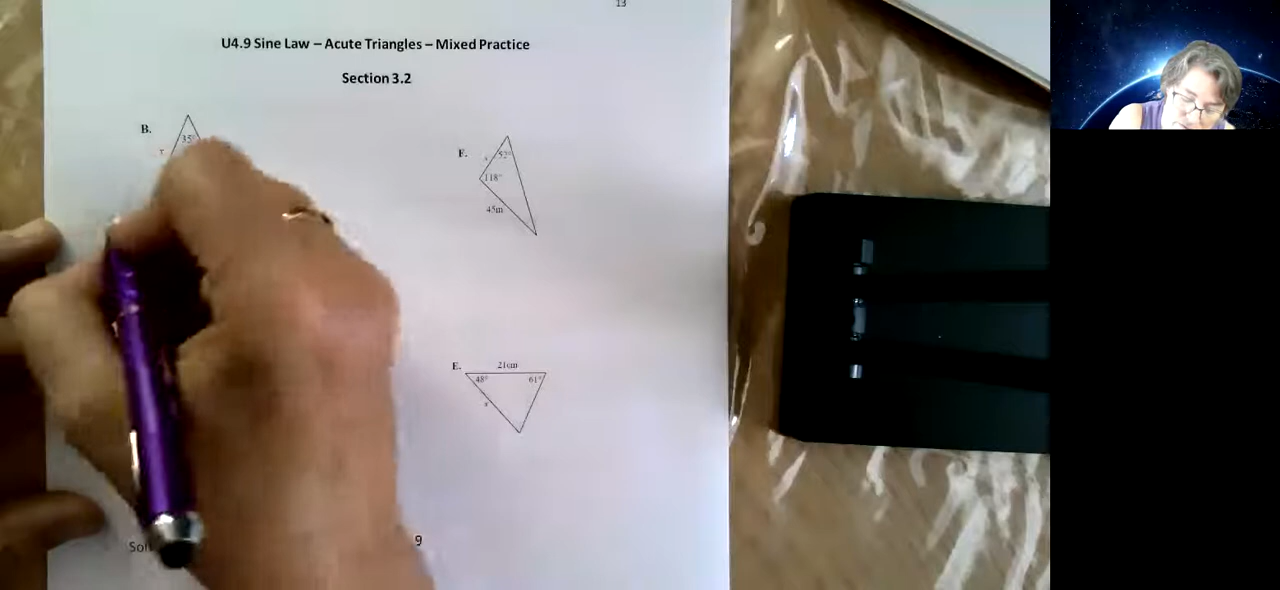 13
U4.9 Sine Law – Acute Triangles – Mixed Practice
Section 3.2
B.
35°
x
F.
52°
x
118°
45m
E.
21cm
48°
61°
x
9